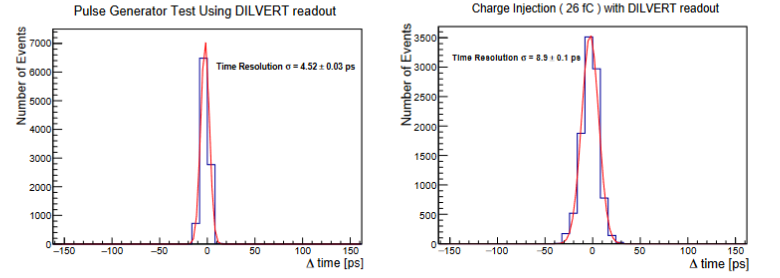 Pulse Generator Test Using DILVERT readout
Number of Events
7000
6000
5000
4000
3000
2000
1000
0
Time Resolution σ = 4.52 ± 0.03 ps
−150 −100 −50 0 50 100 150
Δ time [ps]
Charge Injection ( 26 fC ) with DILVERT readout
Number of Events
3500
3000
2500
2000
1500
1000
500
0
Time Resolution σ = 8.9 ± 0.1 ps
−150 −100 −50 0 50 100 150
Δ time [ps]